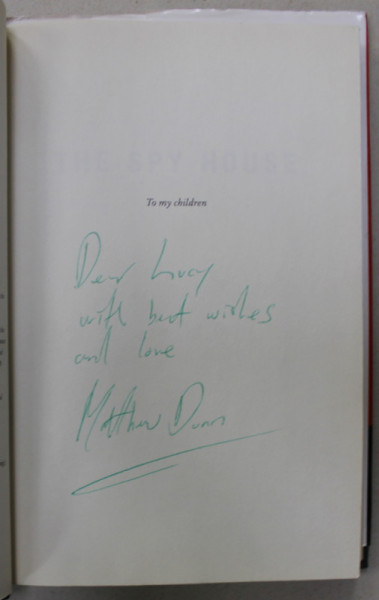 THE SPY HOUSE
To my children
Dear Lucy
with best wishes
and love
Matthew Dunn